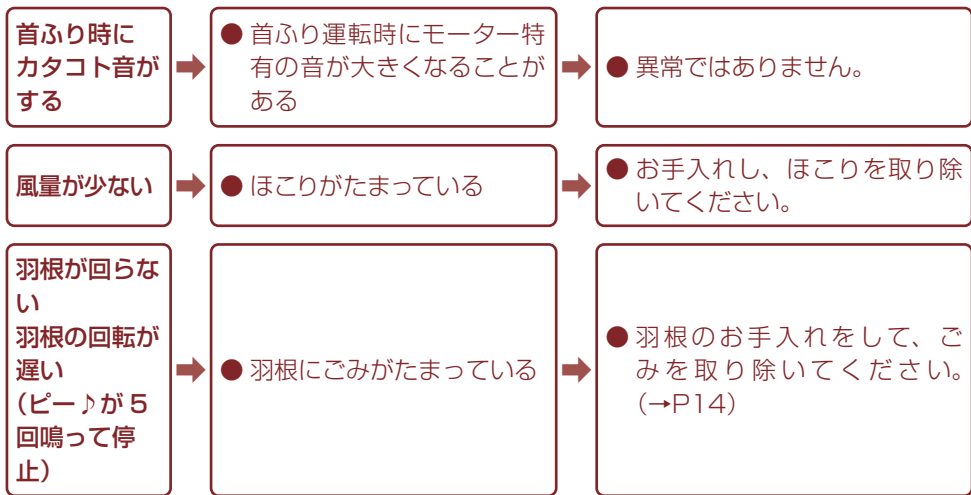 首ふり時に
カタコト音が
する
● 首ふり運転時にモーター特
有の音が大きくなることが
ある
● 異常ではありません。
風量が少ない
● ほこりがたまっている
● お手入れし、ほこりを取り除
いてください。
羽根が回らな
い
羽根の回転が
遅い
（ピー♪が 5
回鳴って停
止）
● 羽根にごみがたまっている
● 羽根のお手入れをして、ご
みを取り除いてください。
（→P14）